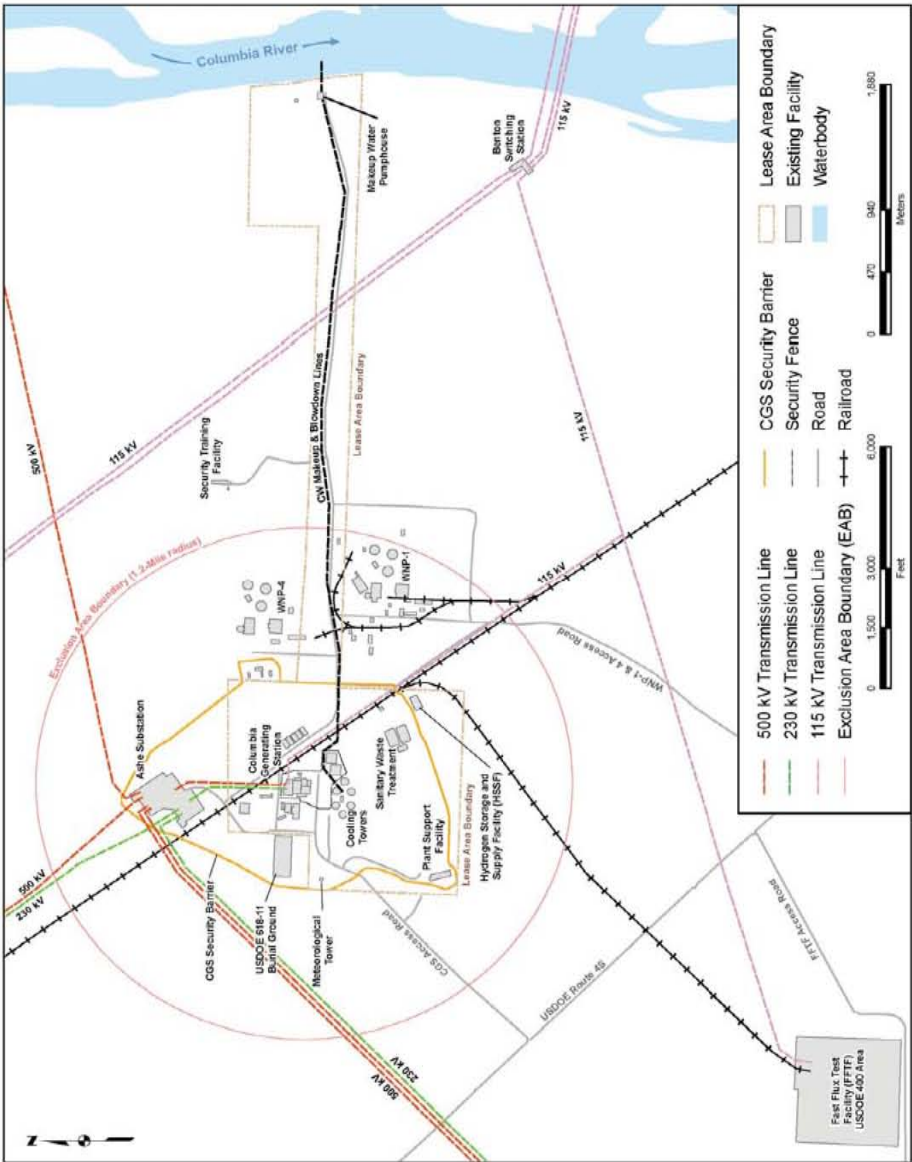 Columbia River
Makeup Water
Pumphouse
Benton
Switching
Station
115 kV
500 kV
115 kV
Security Training
Facility
CW Makeup & Blowdown Lines
Lease Area Boundary
115 kV
Exclusion Area Boundary (1.2-Mile radius)
WNP-4
WNP-1
115 kV
WNP-1 & 4 Access Road
Ashe Substation
Columbia
Generating
Station
Cooling
Towers
Sanitary Waste
Treatment
Plant Support
Facility
Hydrogen Storage and
Supply Facility (HSSF)
Lease Area Boundary
500 kV
230 kV
CGS Security Barrier
USDOE 618-11
Burial Ground
Meteorological
Tower
CGS Access Road
500 kV
230 kV
USDOE Route 4S
FFTF Access Road
Fast Flux Test
Facility (FFTF)
USDOE 400 Area
N
500 kV Transmission Line
230 kV Transmission Line
115 kV Transmission Line
Exclusion Area Boundary (EAB)
CGS Security Barrier
Security Fence
Road
Railroad
Lease Area Boundary
Existing Facility
Waterbody
0 1,500 3,000 6,000
Feet
0 470 940 1,880
Meters